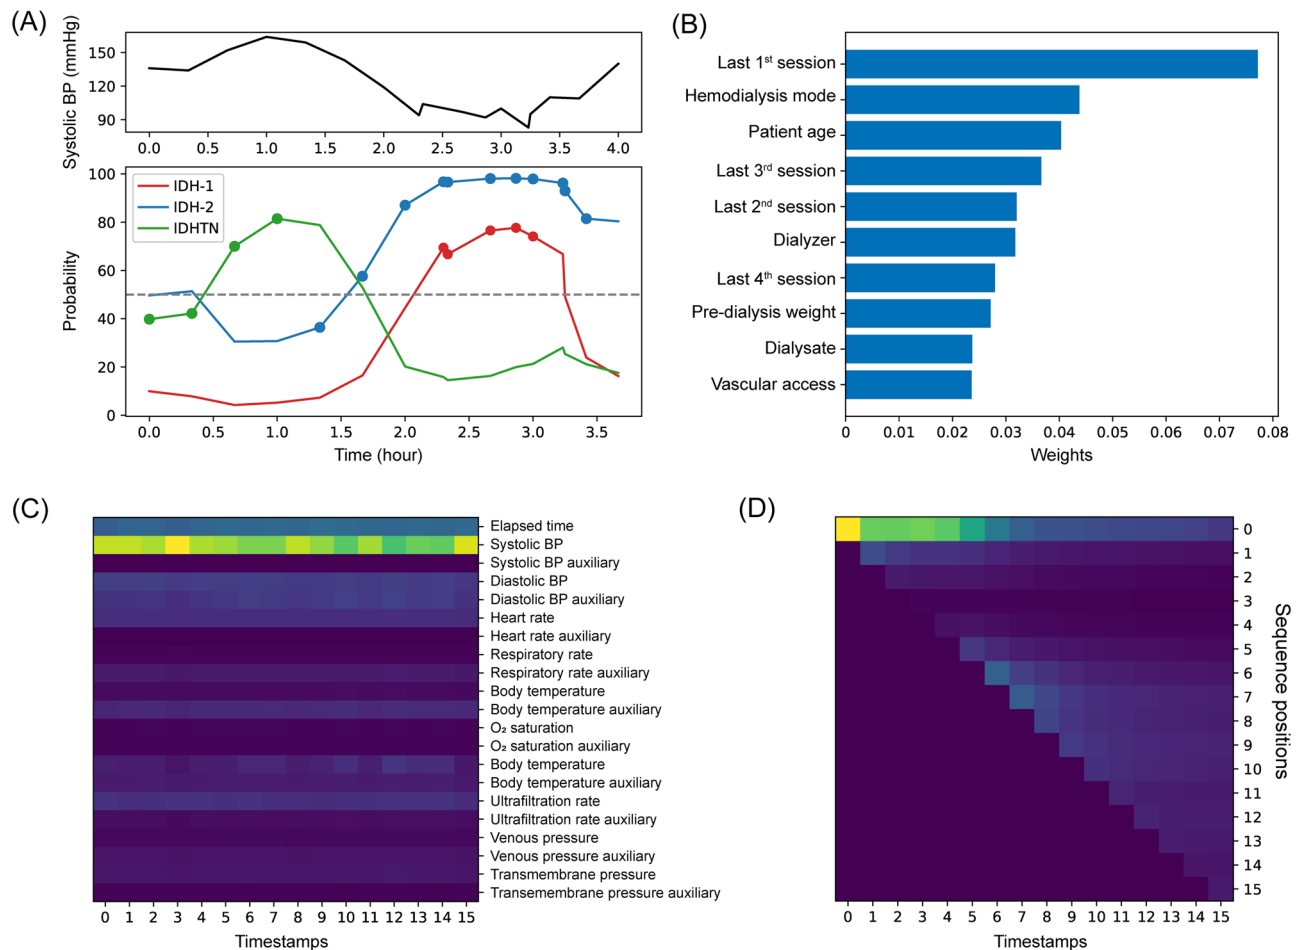 (A)
Systolic BP (mmHg)
150
120
90
0.0 0.5 1.0 1.5 2.0 2.5 3.0 3.5 4.0
Probability
100
80
60
40
20
0
IDH-1
IDH-2
IDHTN
0.0 0.5 1.0 1.5 2.0 2.5 3.0 3.5
Time (hour)
(B)
Last 1st session
Hemodialysis mode
Patient age
Last 3rd session
Last 2nd session
Dialyzer
Last 4th session
Pre-dialysis weight
Dialysate
Vascular access
0 0.01 0.02 0.03 0.04 0.05 0.06 0.07 0.08
Weights
(C)
Elapsed time
Systolic BP
Systolic BP auxiliary
Diastolic BP
Diastolic BP auxiliary
Heart rate
Heart rate auxiliary
Respiratory rate
Respiratory rate auxiliary
Body temperature
Body temperature auxiliary
O₂ saturation
O₂ saturation auxiliary
Body temperature
Body temperature auxiliary
Ultrafiltration rate
Ultrafiltration rate auxiliary
Venous pressure
Venous pressure auxiliary
Transmembrane pressure
Transemembrane pressure auxiliary
0 1 2 3 4 5 6 7 8 9 10 11 12 13 14 15
Timestamps
(D)
0
1
2
3
4
5
6
7
8
9
10
11
12
13
14
15
Sequence positions
0 1 2 3 4 5 6 7 8 9 10 11 12 13 14 15
Timestamps